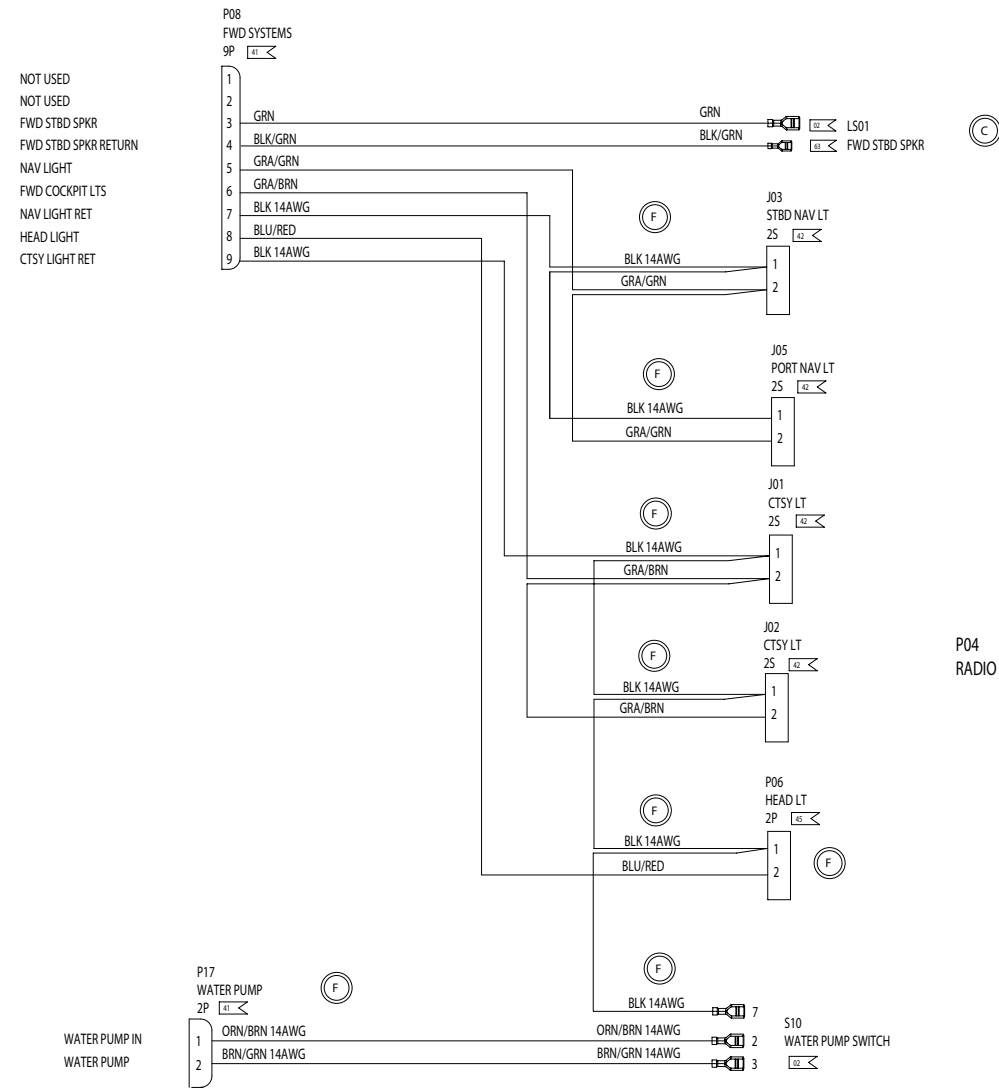 P08
FWD SYSTEMS
9P 41
NOT USED 1
NOT USED 2
FWD STBD SPKR 3 GRN GRN 02 LS01
FWD STBD SPKR RETURN 4 BLK/GRN BLK/GRN 63 FWD STBD SPKR
C
NAV LIGHT 5 GRA/GRN
FWD COCKPIT LTS 6 GRA/BRN
NAV LIGHT RET 7 BLK 14AWG
HEAD LIGHT 8 BLU/RED
CTSY LIGHT RET 9 BLK 14AWG
F
J03
STBD NAV LT
2S 42
BLK 14AWG 1
GRA/GRN 2
F
J05
PORT NAV LT
2S 42
BLK 14AWG 1
GRA/GRN 2
F
J01
CTSY LT
2S 42
BLK 14AWG 1
GRA/BRN 2
F
J02
CTSY LT
2S 42
BLK 14AWG 1
GRA/BRN 2
P04
RADIO
F
P06
HEAD LT
2P 45
BLK 14AWG 1
BLU/RED 2
F
F
BLK 14AWG 7
P17
WATER PUMP
2P 41
F
WATER PUMP IN 1 ORN/BRN 14AWG ORN/BRN 14AWG 2
WATER PUMP 2 BRN/GRN 14AWG BRN/GRN 14AWG 3
S10
WATER PUMP SWITCH
02